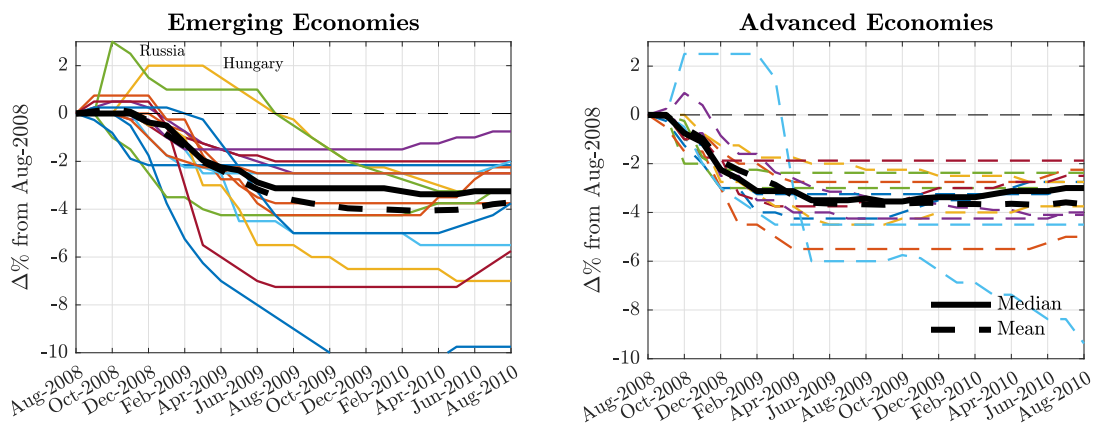 Emerging Economies
Russia
Hungary
Δ% from Aug-2008
2
0
-2
-4
-6
-8
-10
Aug-2008
Oct-2008
Dec-2008
Feb-2009
Apr-2009
Jun-2009
Aug-2009
Oct-2009
Dec-2009
Feb-2010
Apr-2010
Jun-2010
Aug-2010
Advanced Economies
Δ% from Aug-2008
2
0
-2
-4
-6
-8
-10
Median
Mean
Aug-2008
Oct-2008
Dec-2008
Feb-2009
Apr-2009
Jun-2009
Aug-2009
Oct-2009
Dec-2009
Feb-2010
Apr-2010
Jun-2010
Aug-2010